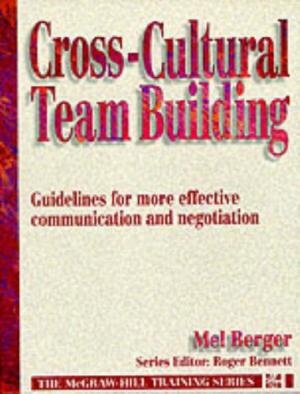 Cross-Cultural
Team Building
Guidelines for more effective
communication and negotiation
Mel Berger
Series Editor: Roger Bennett
THE McGRAW-HILL TRAINING SERIES